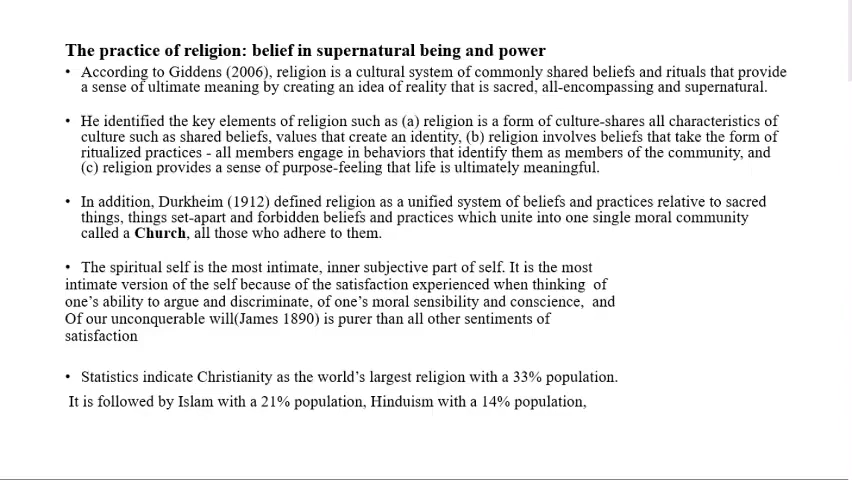 The practice of religion: belief in supernatural being and power
• According to Giddens (2006), religion is a cultural system of commonly shared beliefs and rituals that provide
a sense of ultimate meaning by creating an idea of reality that is sacred, all-encompassing and supernatural.
• He identified the key elements of religion such as (a) religion is a form of culture-shares all characteristics of
culture such as shared beliefs, values that create an identity, (b) religion involves beliefs that take the form of
ritualized practices - all members engage in behaviors that identify them as members of the community, and
(c) religion provides a sense of purpose-feeling that life is ultimately meaningful.
• In addition, Durkheim (1912) defined religion as a unified system of beliefs and practices relative to sacred
things, things set-apart and forbidden beliefs and practices which unite into one single moral community
called a Church, all those who adhere to them.
• The spiritual self is the most intimate, inner subjective part of self. It is the most
intimate version of the self because of the satisfaction experienced when thinking of
one's ability to argue and discriminate, of one's moral sensibility and conscience, and
Of our unconquerable will(James 1890) is purer than all other sentiments of
satisfaction
• Statistics indicate Christianity as the world's largest religion with a 33% population.
It is followed by Islam with a 21% population, Hinduism with a 14% population,